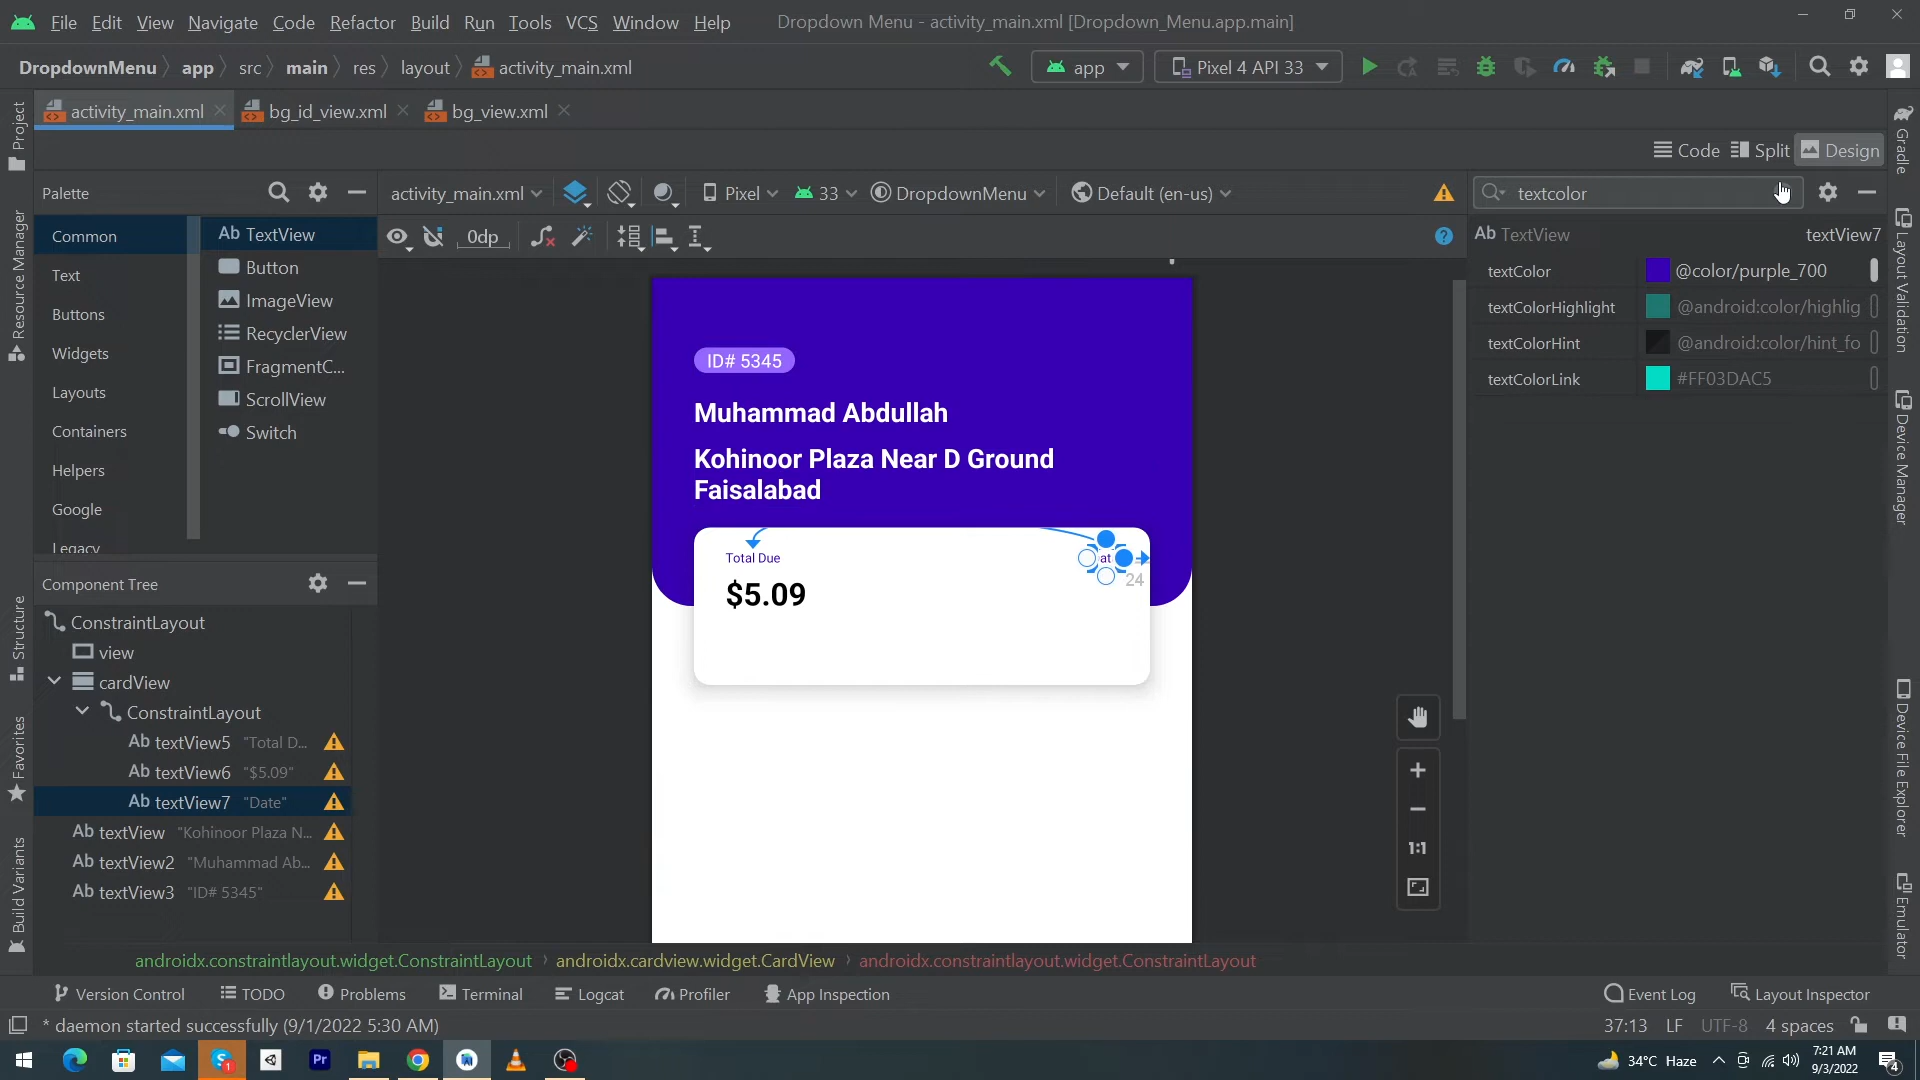 File Edit View Navigate Code Refactor Build Run Tools VCS Window Help Dropdown Menu - activity_main.xml [Dropdown_Menu.app.main]
DropdownMenu app src main res layout activity_main.xml app Pixel 4 API 33
activity_main.xml bg_id_view.xml bg_view.xml
Code Split Design
Palette activity_main.xml Pixel 33 DropdownMenu Default (en-us) textcolor
0dp
Common
Text
Buttons
Widgets
Layouts
Containers
Helpers
Google
Legacy
Ab TextView
Button
ImageView
RecyclerView
FragmentC...
ScrollView
Switch
Ab TextView textView7
textColor @color/purple_700
textColorHighlight @android:color/highlig
textColorHint @android:color/hint_fo
textColorLink #FF03DAC5
ID# 5345
Muhammad Abdullah
Kohinoor Plaza Near D Ground
Faisalabad
Total Due at
24
$5.09
Component Tree
ConstraintLayout
view
cardView
ConstraintLayout
Ab textView5 "Total D...
Ab textView6 "$5.09"
Ab textView7 "Date"
Ab textView "Kohinoor Plaza N...
Ab textView2 "Muhammad Ab...
Ab textView3 "ID# 5345"
1:1
Project
Resource Manager
Structure
Favorites
Build Variants
Gradle
Layout Validation
Device Manager
Device File Explorer
Emulator
androidx.constraintlayout.widget.ConstraintLayout androidx.cardview.widget.CardView androidx.constraintlayout.widget.ConstraintLayout
Version Control TODO Problems Terminal Logcat Profiler App Inspection Event Log Layout Inspector
* daemon started successfully (9/1/2022 5:30 AM) 37:13 LF UTF-8 4 spaces
S 1 Pr 34°C Haze 7:21 AM
9/3/2022 4